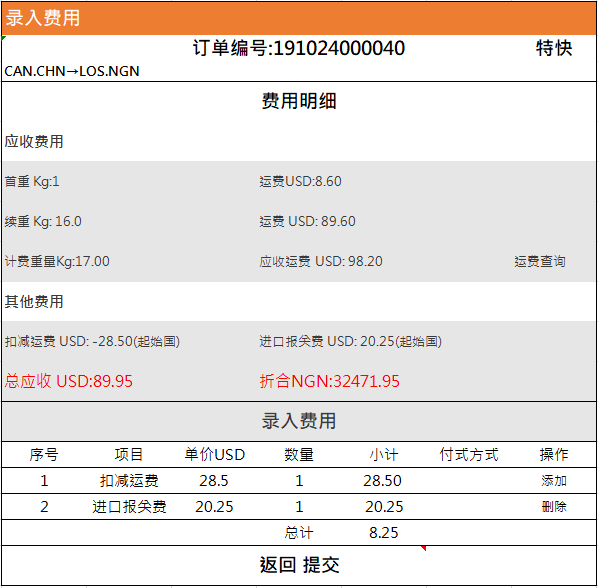 录入费用
订单编号:191024000040 特快
CAN.CHN→LOS.NGN
费用明细
应收费用
首重 Kg:1 运费USD:8.60
续重 Kg: 16.0 运费 USD: 89.60
计费重量Kg:17.00 应收运费 USD: 98.20 运费查询
其他费用
扣减运费 USD: -28.50(起始国) 进口报关费 USD: 20.25(起始国)
总应收 USD:89.95 折合NGN:32471.95
录入费用
序号 项目 单价USD 数量 小计 付式方式 操作
1 扣减运费 28.5 1 28.50 添加
2 进口报关费 20.25 1 20.25 删除
总计 8.25
返回 提交